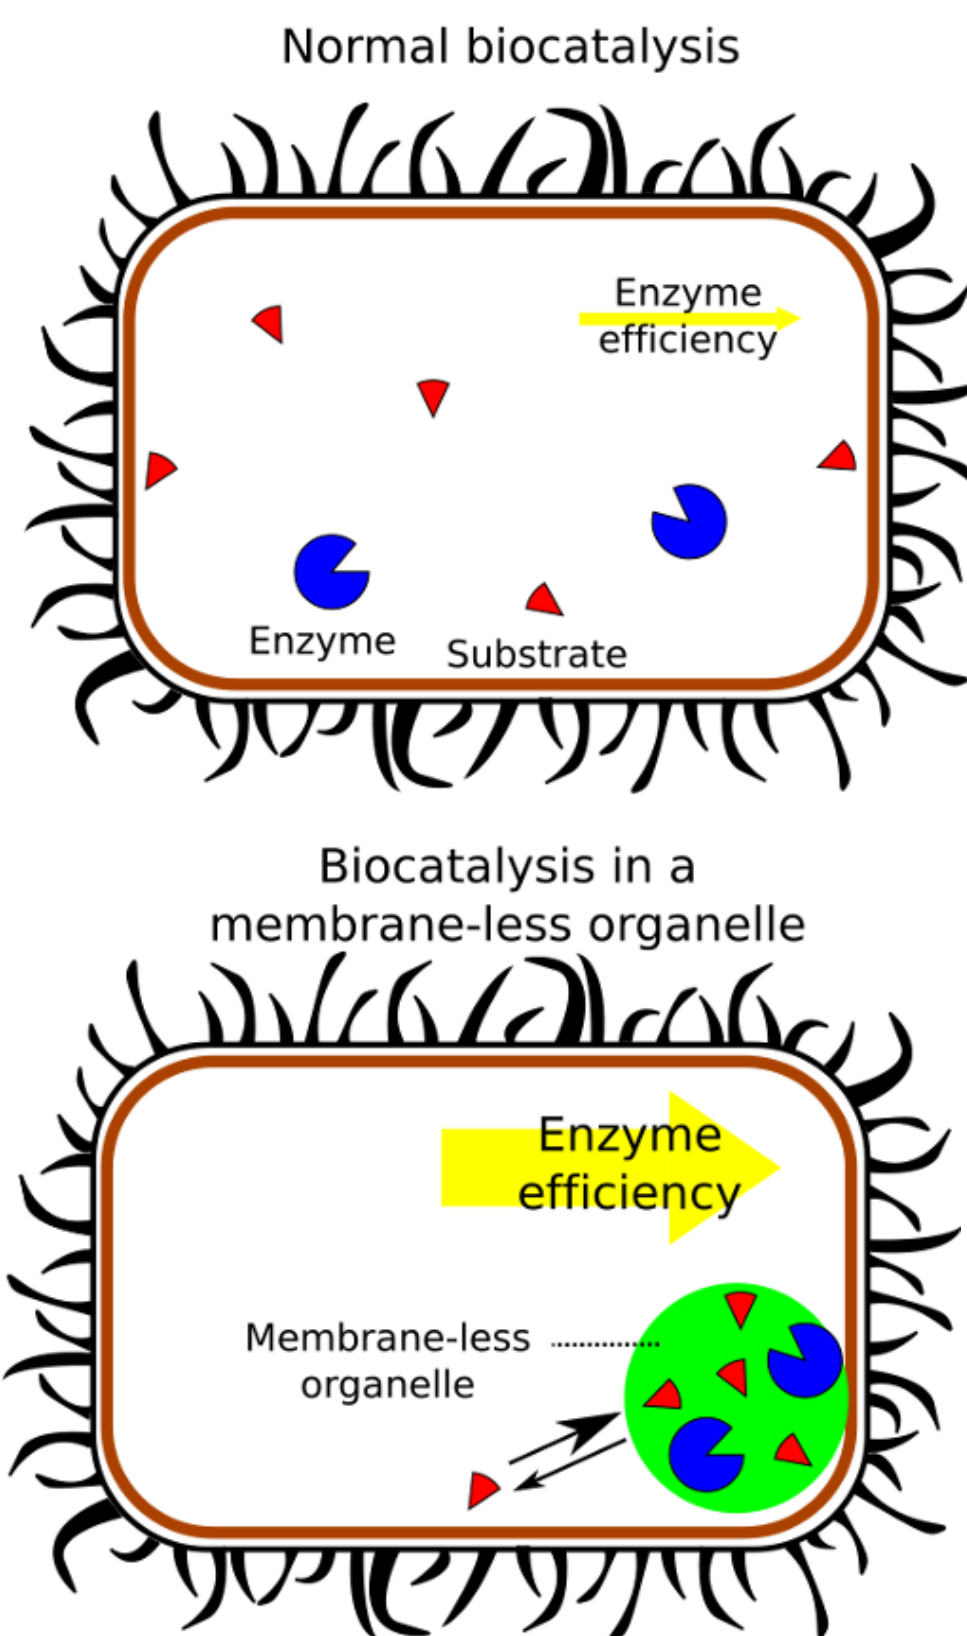 Normal biocatalysis
Enzyme
efficiency
Enzyme
Substrate
Biocatalysis in a
membrane-less organelle
Enzyme
efficiency
Membrane-less
organelle